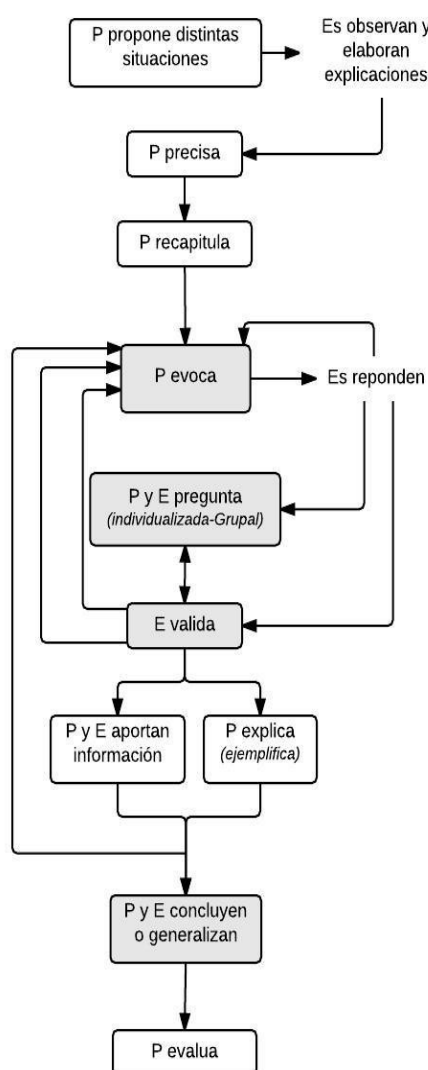 P propone distintas
situaciones
Es observan y
elaboran
explicaciones
P precisa
P recapitula
P evoca
Es reponden
P y E pregunta
(individualizada-Grupal)
E valida
P y E aportan
información
P explica
(ejemplifica)
P y E concluyen
o generalizan
P evalua